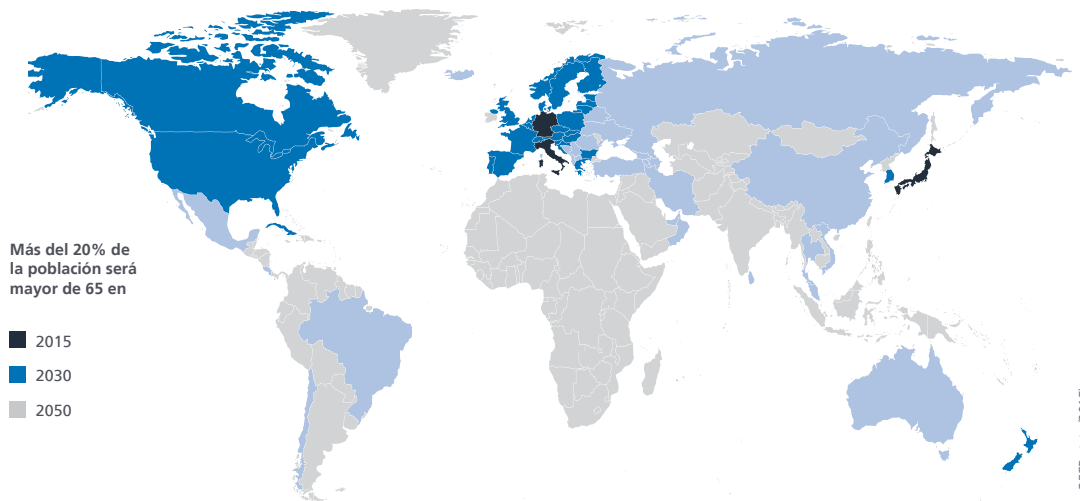 Más del 20% de
la población será
mayor de 65 en
2015
2030
2050